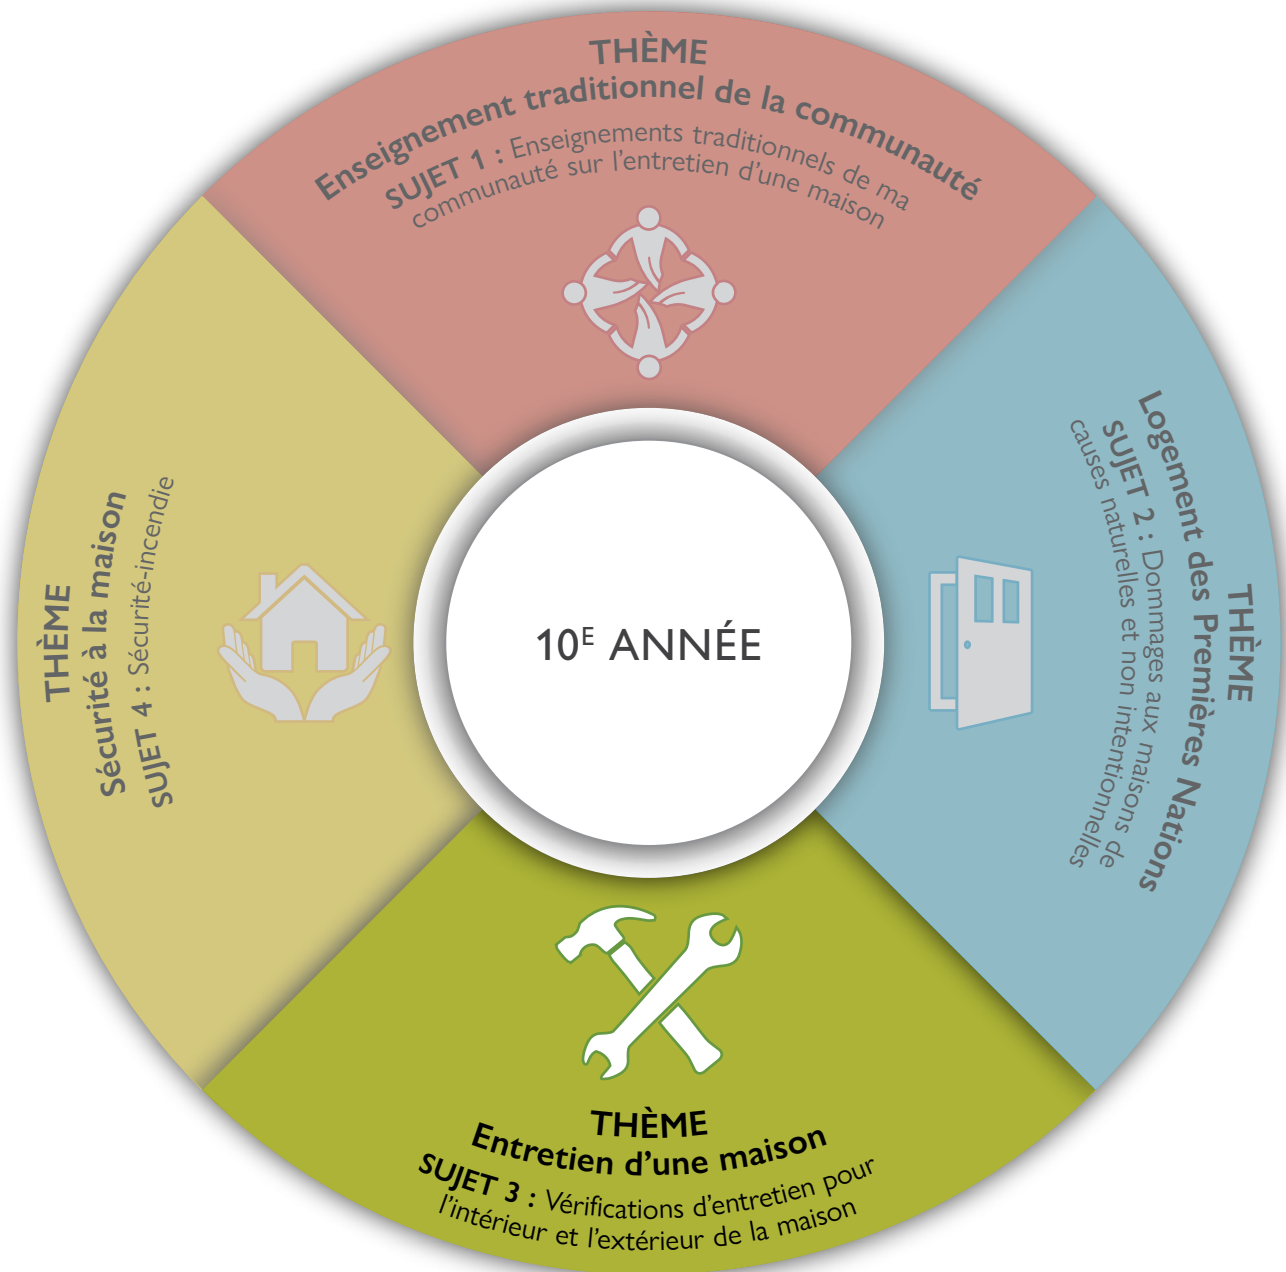 THÈME
Enseignement traditionnel de la communauté
SUJET 1 : Enseignements traditionnels de ma
communauté sur l'entretien d'une maison
THÈME
Logement des Premières Nations
SUJET 2 : Dommages aux maisons de
causes naturelles et non intentionnelles
10E ANNÉE
THÈME
Sécurité à la maison
SUJET 4 : Sécurité-incendie
THÈME
Entretien d'une maison
SUJET 3 : Vérifications d'entretien pour
l'intérieur et l'extérieur de la maison